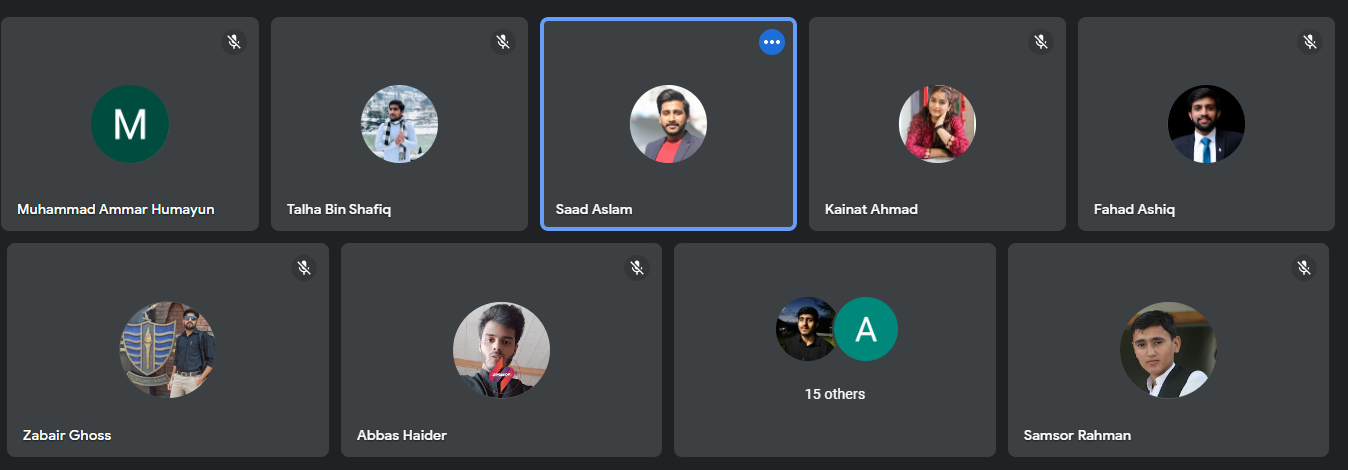 M
Muhammad Ammar Humayun
Talha Bin Shafiq
Saad Aslam
Kainat Ahmad
Fahad Ashiq
Zabair Ghoss
Abbas Haider
A
15 others
Samsor Rahman